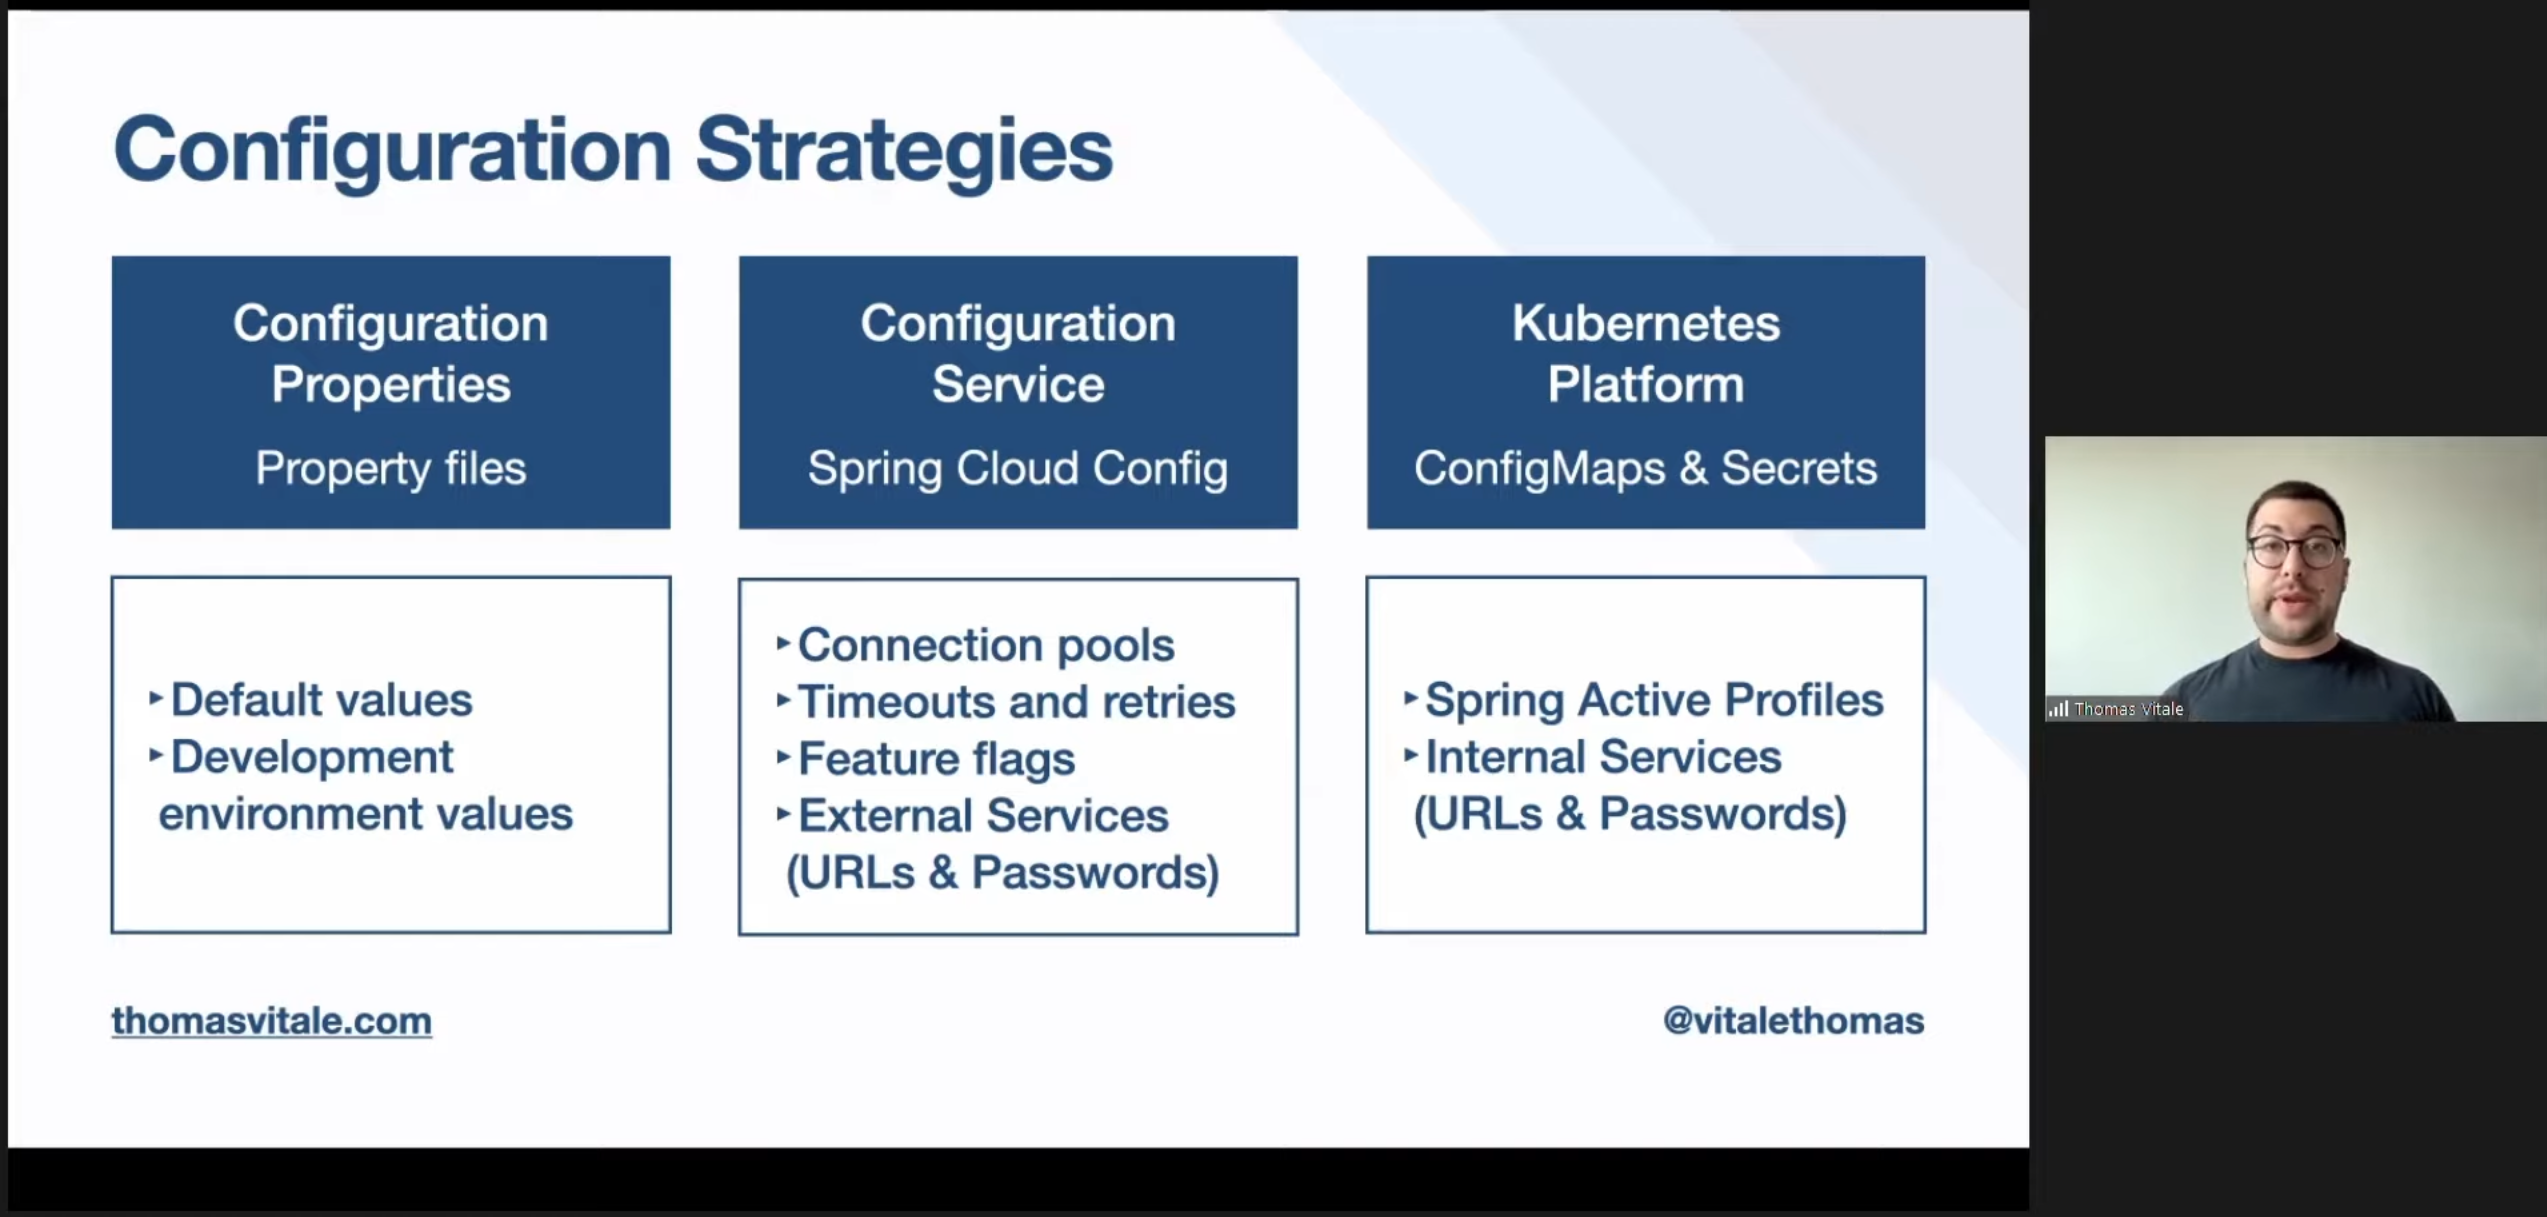 Configuration Strategies
Configuration
Properties
Property files
Configuration
Service
Spring Cloud Config
Kubernetes
Platform
ConfigMaps & Secrets
‣Default values
‣Development
environment values
‣Connection pools
‣Timeouts and retries
‣Feature flags
‣External Services
(URLs & Passwords)
‣Spring Active Profiles
‣Internal Services
(URLs & Passwords)
thomasvitale.com
@vitalethomas
Thomas Vitale